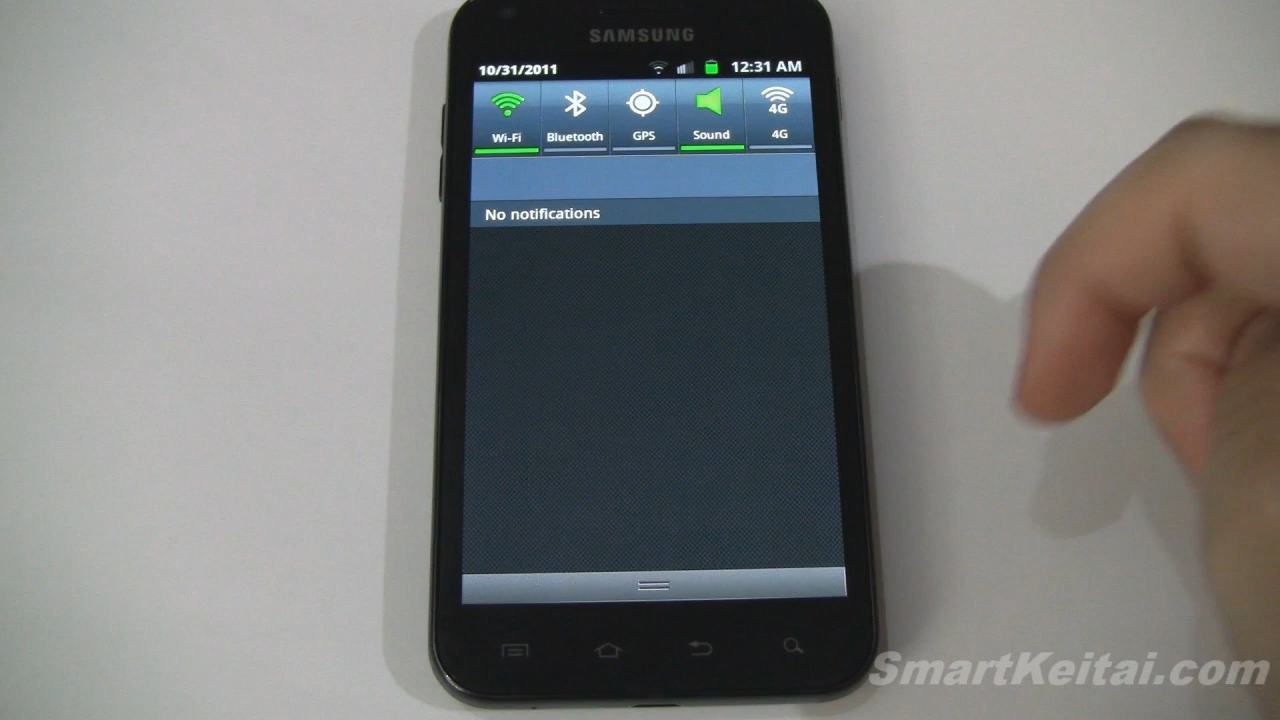 SAMSUNG
10/31/2011 12:31 AM
4G
Wi-Fi Bluetooth GPS Sound 4G
No notifications
SmartKeitai.com